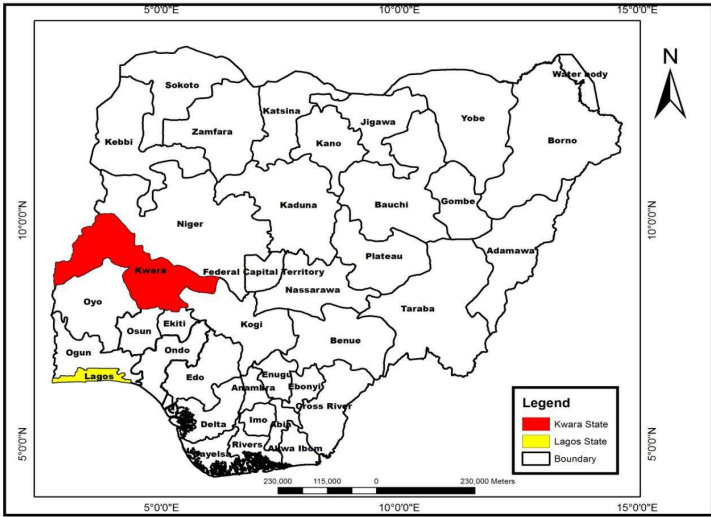 5°0'0"E 10°0'0"E 15°0'0"E
N
Water body
Sokoto
Katsina
Jigawa
Yobe
Zamfara
Kebbi
Kano
Borno
Gombe
Kaduna
Bauchi
10°0'0"N
10°0'0"N
Niger
Adamawa
Plateau
Kwara
Federal Capital Territory
Nassarawa
Oyo
Taraba
Ekiti
Kogi
Osun
Benue
Ogun
Ondo
Lagos
Edo
Enugu
Anambra
Ebonyi
Cross River
Delta
Imo
Abia
Rivers
Akwa Ibom
ayelsa
5°0'0"N
5°0'0"N
Legend
Kwara State
Lagos State
Boundary
230,000 115,000 0 230,000 Meters
5°0'0"E 10°0'0"E 15°0'0"E